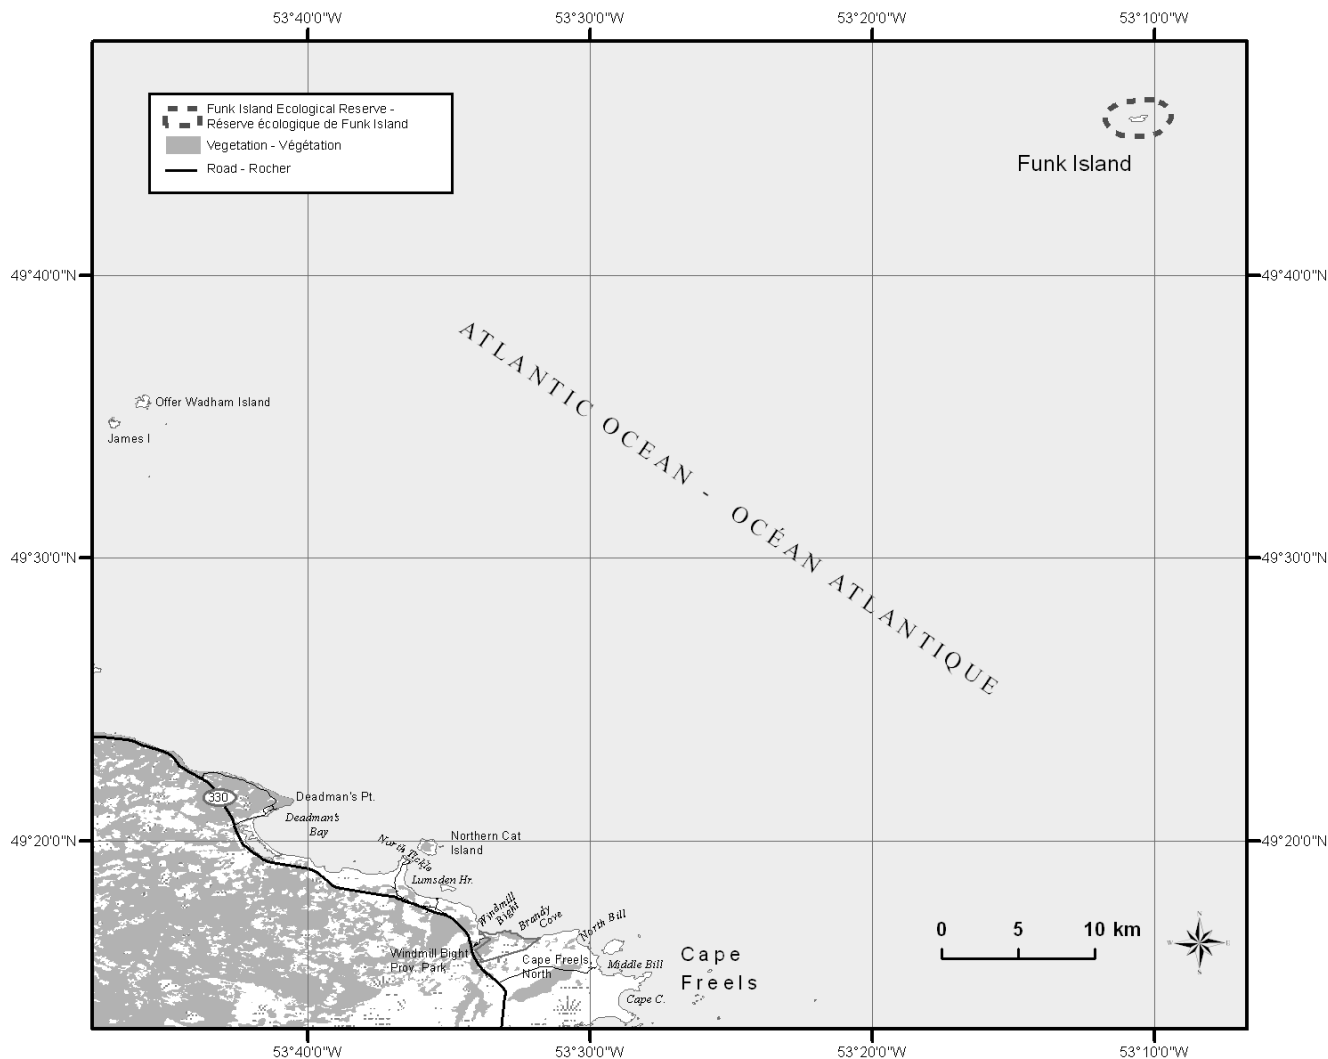 53°40'0"W
53°30'0"W
53°20'0"W
53°10'0"W
Funk Island Ecological Reserve -
Réserve écologique de Funk Island
Vegetation - Végétation
Road - Rocher
Funk Island
49°40'0"N
49°40'0"N
ATLANTIC OCEAN - OCÉAN ATLANTIQUE
Offer Wadham Island
James I
49°30'0"N
49°30'0"N
330
Deadman's Pt.
Deadman's
Bay
49°20'0"N
49°20'0"N
North Tickle
Northern Cat
Island
Lumsden Hr.
Windmill
Bight
Brandy
Cove
North Bill
Windmill Bight
Prov. Park
Cape Freels
North
Middle Bill
Cape C.
Cape
Freels
0 5 10 km
N
W
E
S
53°40'0"W
53°30'0"W
53°20'0"W
53°10'0"W